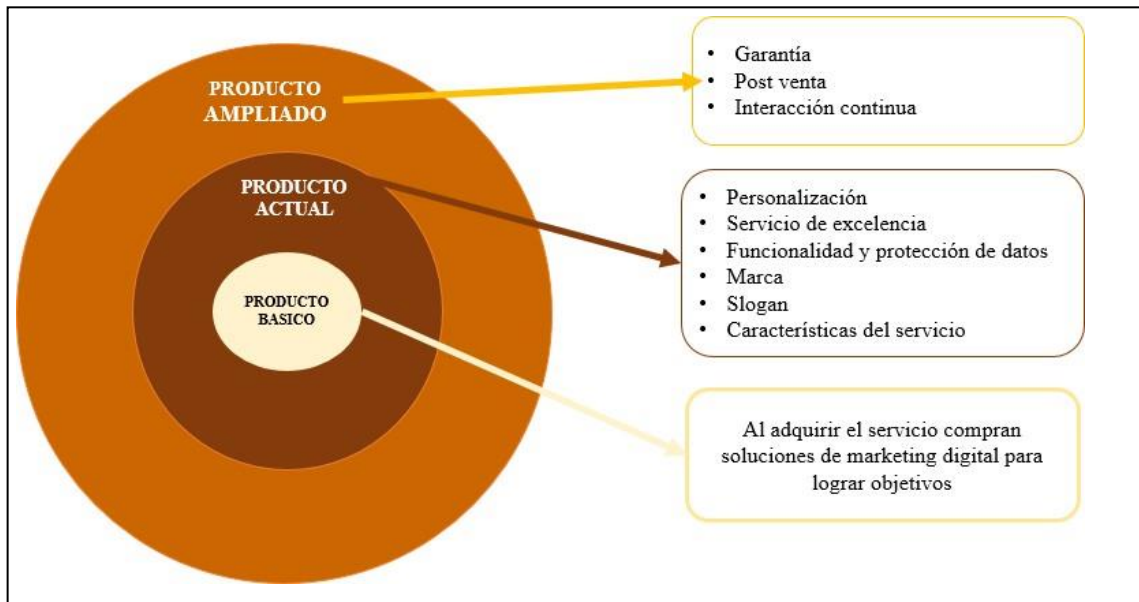 PRODUCTO
AMPLIADO
• Garantía
• Post venta
• Interacción continua
PRODUCTO
ACTUAL
• Personalización
• Servicio de excelencia
• Funcionalidad y protección de datos
• Marca
• Slogan
• Características del servicio
PRODUCTO
BASICO
Al adquirir el servicio compran
soluciones de marketing digital para
lograr objetivos